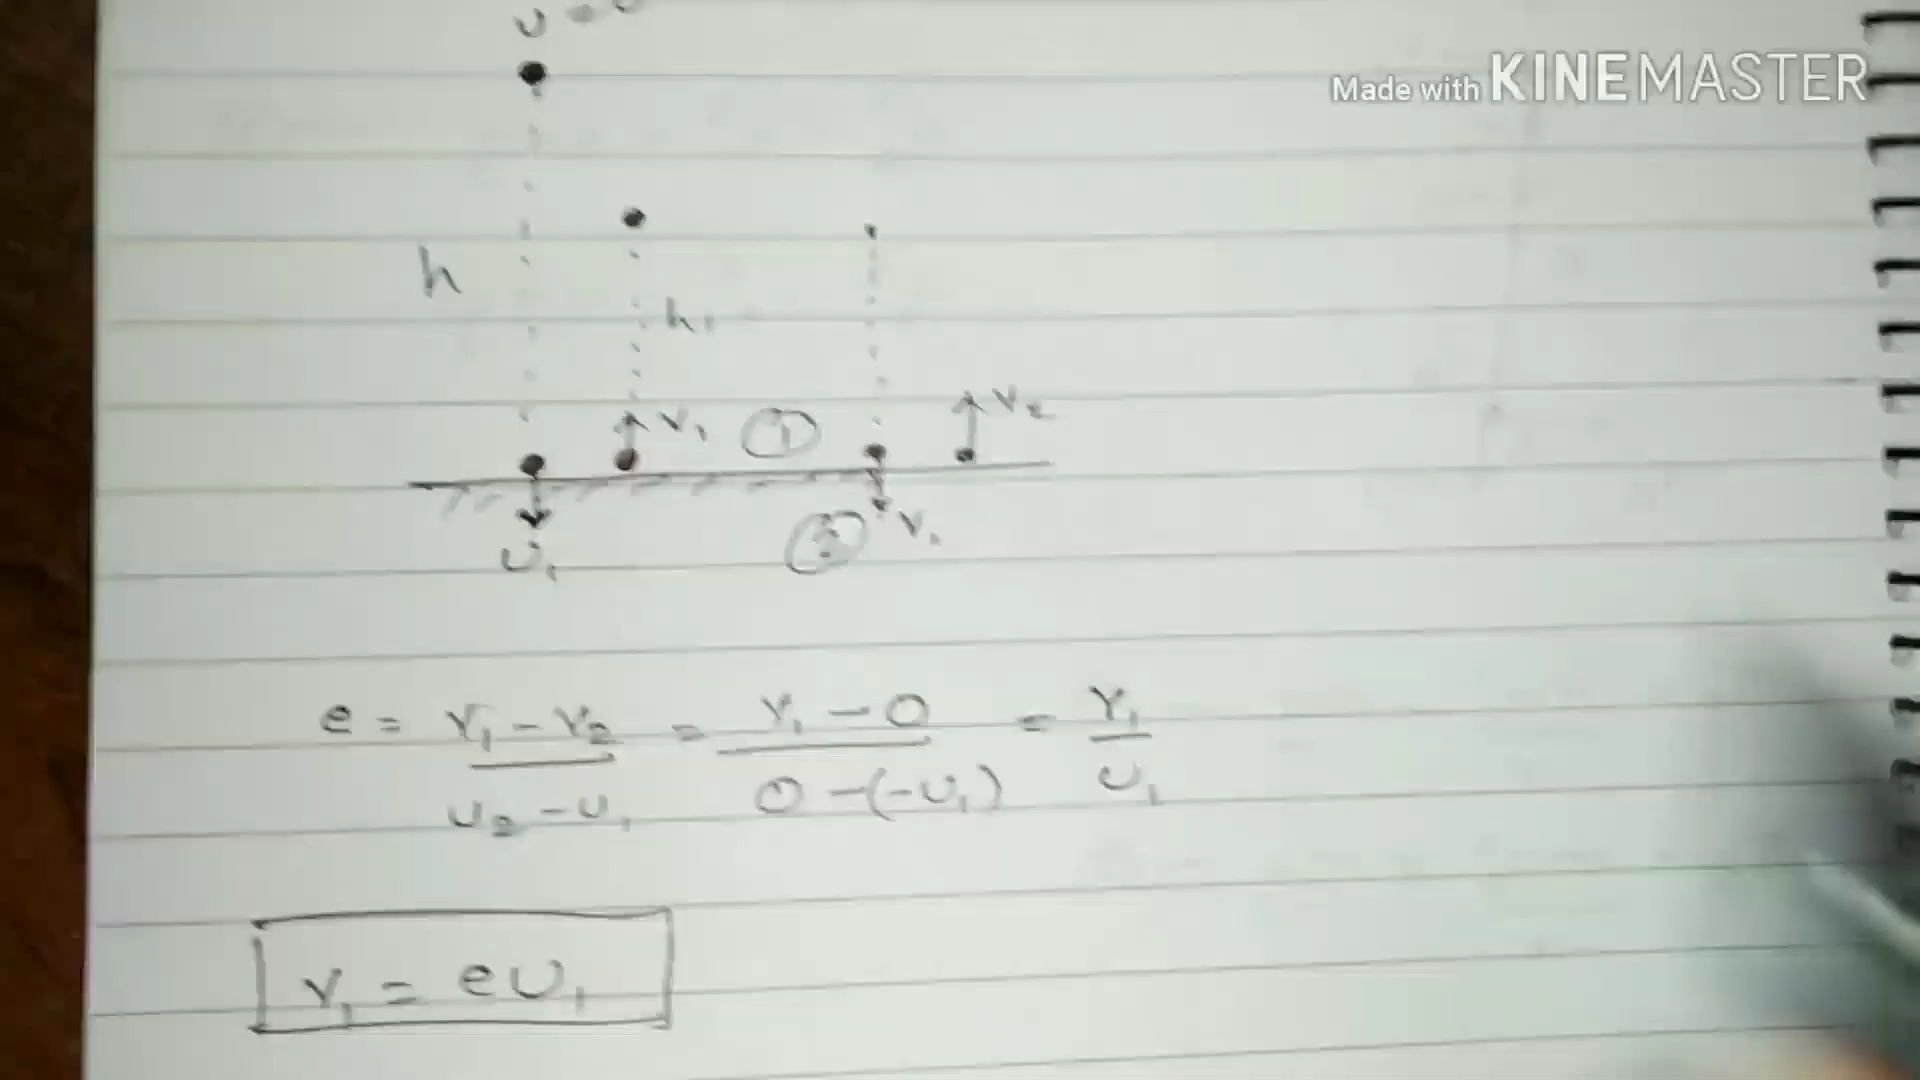 Made with KINEMASTER
h
h₁
v₁
①
v₂
②
v₁
u₁
e = v₁ - v₂ / u₂ - u₁ = v₁ - 0 / 0 - (-u₁) = v₁ / u₁
v₁ = eu₁